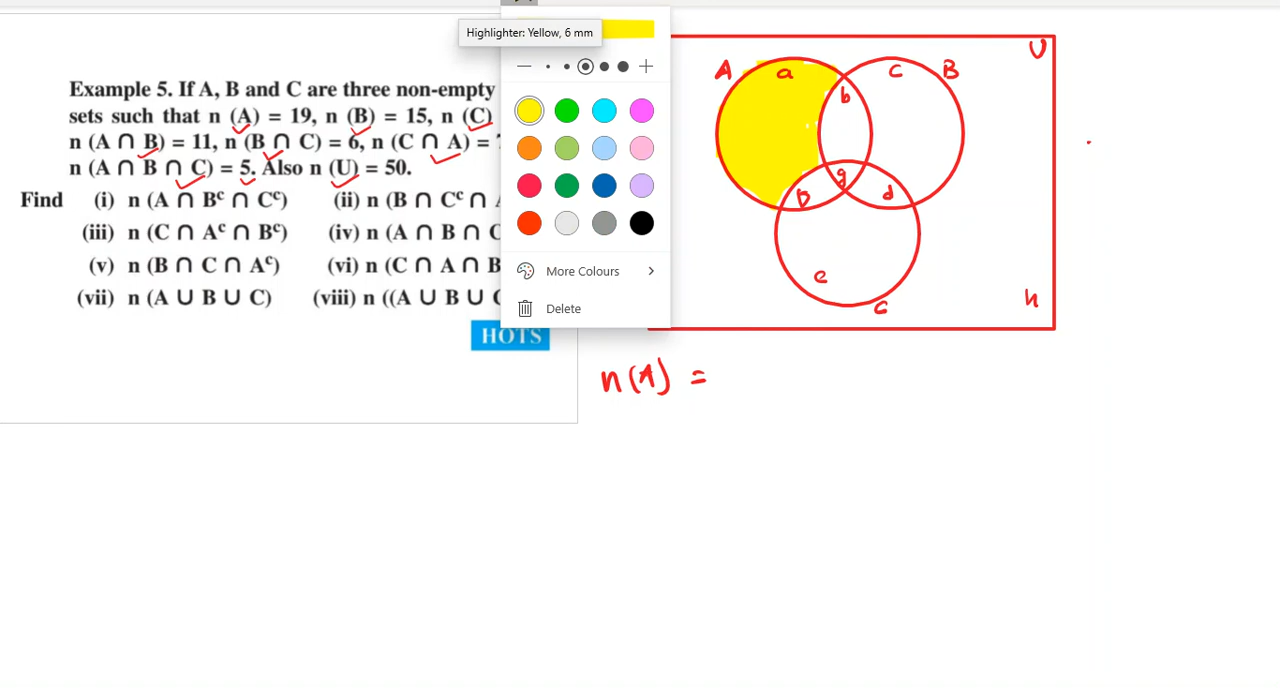 Highlighter: Yellow, 6 mm
Example 5. If A, B and C are three non-empty
sets such that n (A) = 19, n (B) = 15, n (C)
n (A ∩ B) = 11, n (B ∩ C) = 6, n (C ∩ A) =
n (A ∩ B ∩ C) = 5. Also n (U) = 50.
Find (i) n (A ∩ Bᶜ ∩ Cᶜ) (ii) n (B ∩ Cᶜ ∩
(iii) n (C ∩ Aᶜ ∩ Bᶜ) (iv) n (A ∩ B ∩
(v) n (B ∩ C ∩ Aᶜ) (vi) n (C ∩ A ∩ B
(vii) n (A ∪ B ∪ C) (viii) n ((A ∪ B ∪
HOTS
More Colours
Delete
U
A a c B
b
g
B d
e
C
h
n(A) =